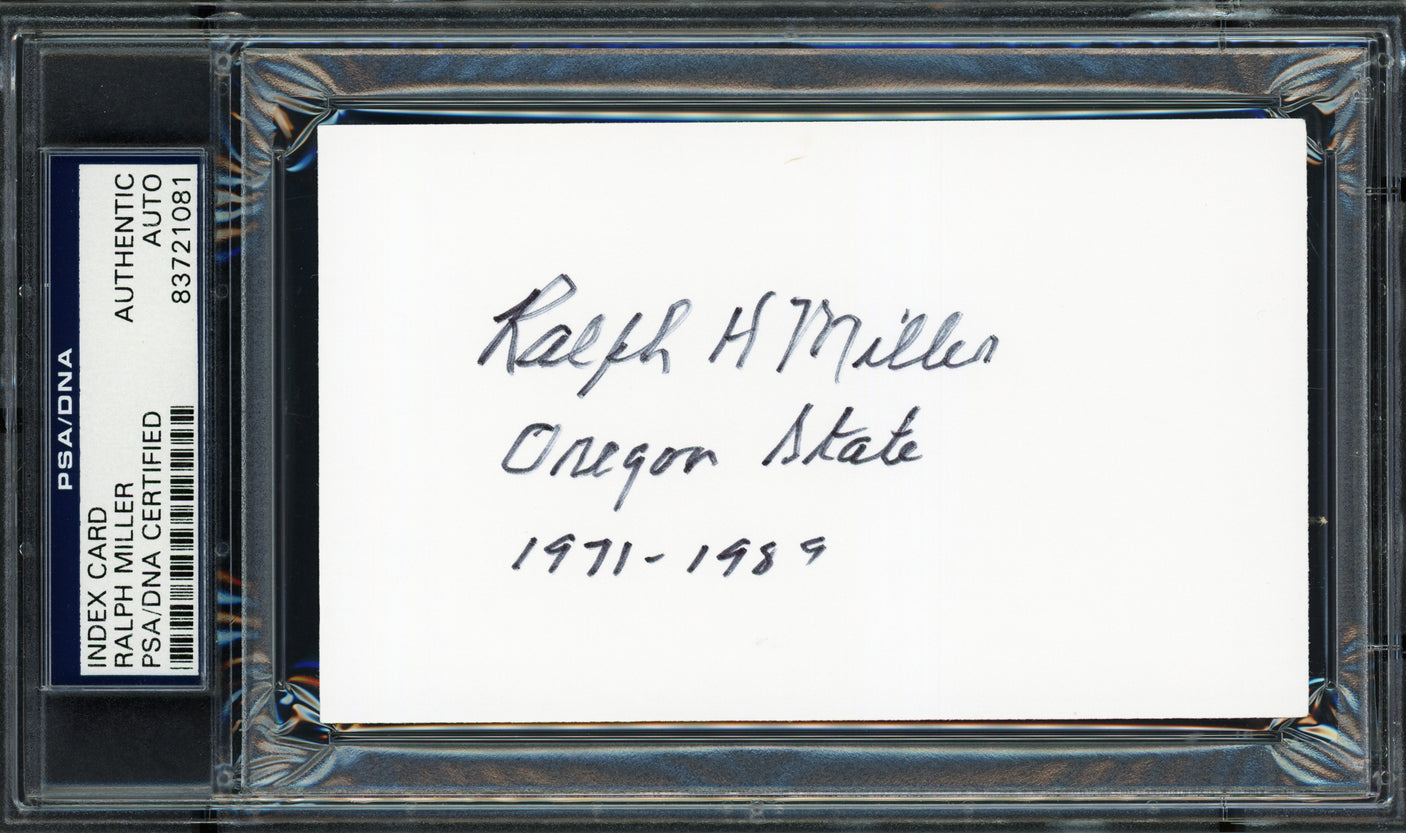 PSA/DNA
INDEX CARD
RALPH MILLER
PSA/DNA CERTIFIED
AUTHENTIC
AUTO
83721081
Ralph H Miller
Oregon State
1971-1989